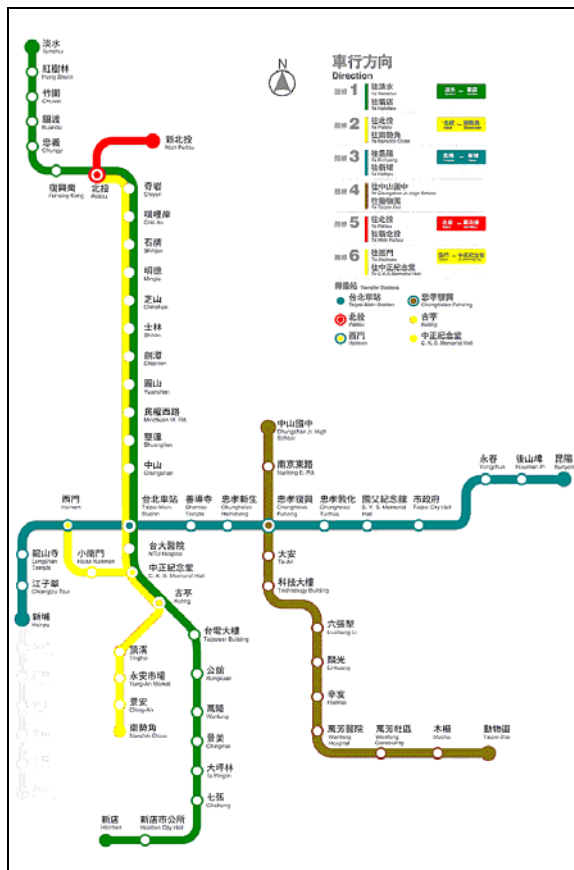 淡水
Tamshui
紅樹林
竹圍
Chuwei
關渡
Kuandu
忠義
Chungyi
復興崗
Fuhsing Kang
北投
Peitou
新北投
Hsin Peitou
N
車行方向
Direction
路線 1
往淡水
往新店
路線 2
往北投
往南勢角
路線 3
往昆陽
往新埔
路線 4
往中山國中
往動物園
路線 5
往北投
往新北投
路線 6
往西門
往中正紀念堂
轉乘站 Transfer Stations
台北車站
Taipei Main Station
忠孝復興
Chunghsiao Fuhsing
北投
Peitou
古亭
Kuting
西門
Hsimen
中正紀念堂
C. K. S. Memorial Hall
奇岩
唭哩岸
石牌
Shihpai
明德
Mingte
芝山
Chihshan
士林
Shihlin
劍潭
Chientan
圓山
Yuanshan
民權西路
Minchuan W. Rd.
雙連
Shuanglien
中山
Chungshan
中山國中
Chungshan Jr. High
School
南京東路
Nanking E. Rd.
永春
Yungchun
後山埤
Houshan Pi
昆陽
Kunyang
西門
Hsimen
台北車站
Taipei Main
Station
善導寺
Shantao
Temple
忠孝新生
Chunghsiao
Hsinsheng
忠孝復興
Chunghsiao
Fuhsing
忠孝敦化
Chunghsiao
Tunhua
國父紀念館
S. Y. S. Memorial
Hall
市政府
Taipei City Hall
龍山寺
Lungshan
Temple
小南門
Hsiao Nanmen
台大醫院
NTU Hospital
大安
Ta-An
江子翠
中正紀念堂
C. K. S. Memorial Hall
科技大樓
Technology Building
新埔
Hsinpu
古亭
Kuting
六張犁
Liuchang Li
台電大樓
Taipower Building
頂溪
Tinghsi
麟光
Linkuang
公館
Kungkuan
永安市場
Yung-An Market
辛亥
Hsinhai
景安
Ching-An
萬隆
Wanlung
萬芳醫院
Wanfang
Hospital
萬芳社區
Wanfang
Community
木柵
Mucha
動物園
Taipei Zoo
南勢角
Nanshih Chiao
景美
Chingmei
大坪林
Ta Pinglin
七張
Chichang
新店
Hsintien
新店市公所
Hsintien City Hall